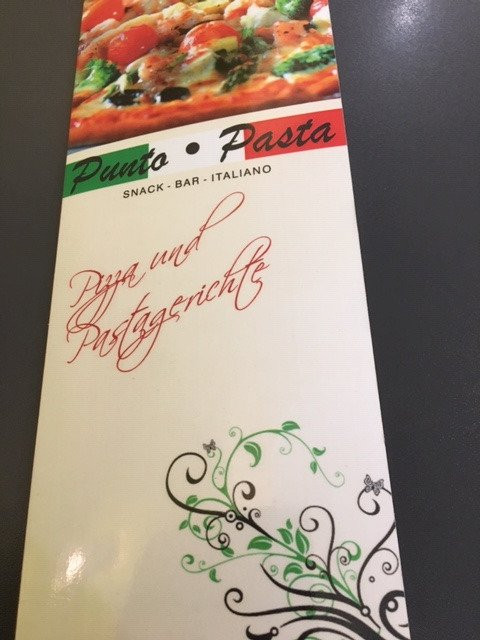 Punto • Pasta
SNACK - BAR - ITALIANO
Pizza und
Pastagerichte